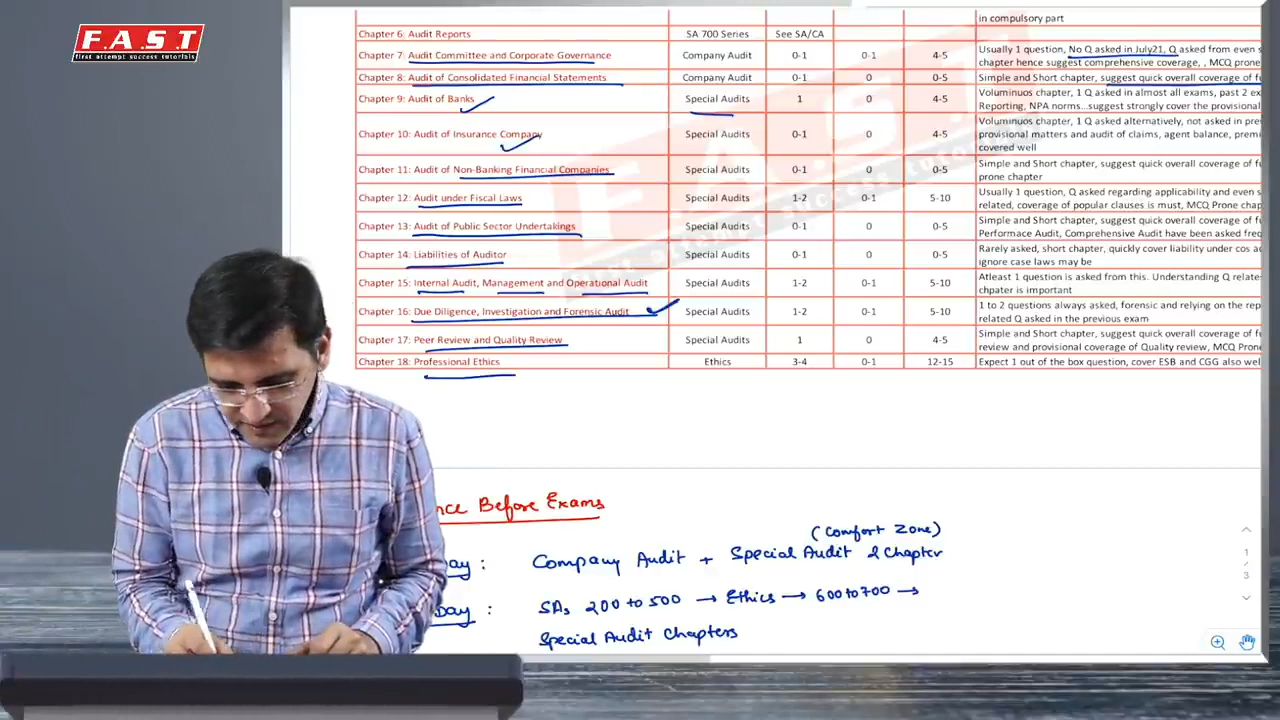 F.A.S.T
first attempt success tutorials
in compulsory part
Chapter 6: Audit Reports SA 700 Series See SA/CA
Chapter 7: Audit Committee and Corporate Governance Company Audit 0-1 0-1 4-5 Usually 1 question, No Q asked in July21, Q asked from even s
chapter hence suggest comprehensive coverage, , MCQ prone
Chapter 8: Audit of Consolidated Financial Statements Company Audit 0-1 0 0-5 Simple and Short chapter, suggest quick overall coverage of fu
Chapter 9: Audit of Banks Special Audits 1 0 4-5 Voluminuos chapter, 1 Q asked in almost all exams, past 2 ex
Reporting, NPA norms...suggest strongly cover the provisional
Chapter 10: Audit of Insurance Company Special Audits 0-1 0 4-5 Voluminuos chapter, 1 Q asked alternatively, not asked in prev
provisional matters and audit of claims, agent balance, premi
covered well
Chapter 11: Audit of Non-Banking Financial Companies Special Audits 0-1 0 0-5 Simple and Short chapter, suggest quick overall coverage of fu
prone chapter
Chapter 12: Audit under Fiscal Laws Special Audits 1-2 0-1 5-10 Usually 1 question, Q asked regarding applicability and even s
related, coverage of popular clauses is must, MCQ Prone chap
Chapter 13: Audit of Public Sector Undertakings Special Audits 0-1 0 0-5 Simple and Short chapter, suggest quick overall coverage of fu
Performace Audit, Comprehensive Audit have been asked freq
Chapter 14: Liabilities of Auditor Special Audits 0-1 0 0-5 Rarely asked, short chapter, quickly cover liability under cos a
ignore case laws may be
Chapter 15: Internal Audit, Management and Operational Audit Special Audits 1-2 0-1 5-10 Atleast 1 question is asked from this. Understanding Q relate
chpater is important
Chapter 16: Due Diligence, Investigation and Forensic Audit Special Audits 1-2 0-1 5-10 1 to 2 questions always asked, forensic and relying on the rep
related Q asked in the previous exam
Chapter 17: Peer Review and Quality Review Special Audits 1 0 4-5 Simple and Short chapter, suggest quick overall coverage of fu
review and provisional coverage of Quality review, MCQ Prone
Chapter 18: Professional Ethics Ethics 3-4 0-1 12-15 Expect 1 out of the box question, cover ESB and CGG also wel
nce Before Exams
(Comfort Zone)
ay : Company Audit + Special Audit 2 Chapter
Day : SAs 200 to 500 → Ethics → 600 to 700 →
Special Audit Chapters
1
/
3